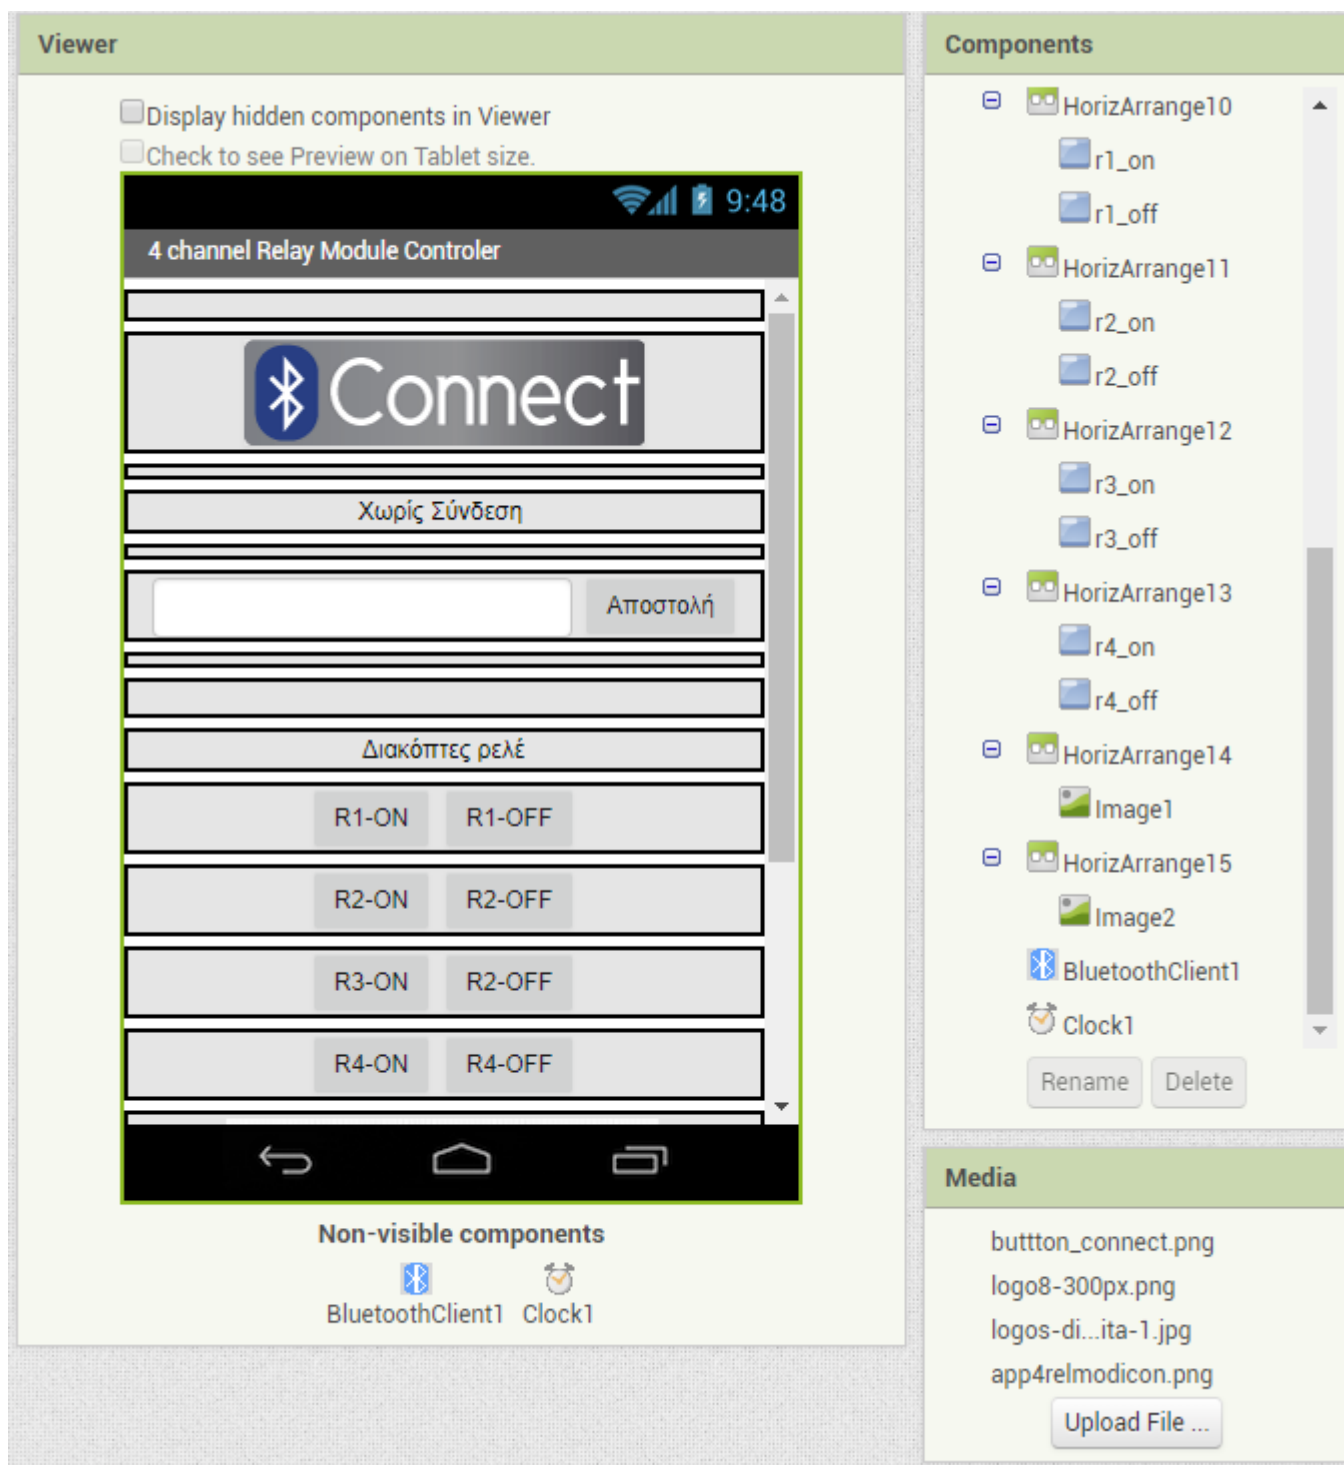 Viewer
Display hidden components in Viewer
Check to see Preview on Tablet size.
9:48
4 channel Relay Module Controler
Connect
Χωρίς Σύνδεση
Αποστολή
Διακόπτες ρελέ
R1-ON R1-OFF
R2-ON R2-OFF
R3-ON R2-OFF
R4-ON R4-OFF
Non-visible components
BluetoothClient1 Clock1
Components
HorizArrange10
r1_on
r1_off
HorizArrange11
r2_on
r2_off
HorizArrange12
r3_on
r3_off
HorizArrange13
r4_on
r4_off
HorizArrange14
Image1
HorizArrange15
Image2
BluetoothClient1
Clock1
Rename Delete
Media
buttton_connect.png
logo8-300px.png
logos-di...ita-1.jpg
app4relmodicon.png
Upload File ...